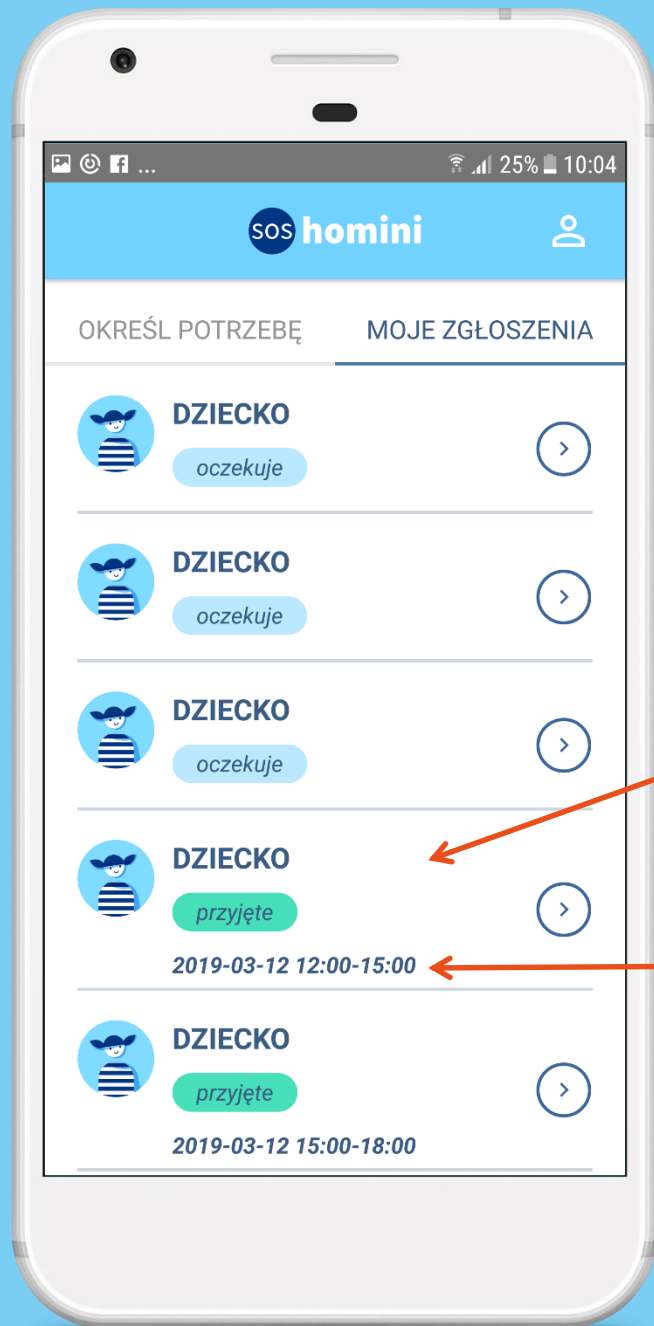 ... 25% 10:04
sos homini
OKREŚL POTRZEBĘ MOJE ZGŁOSZENIA
DZIECKO
oczekuje
DZIECKO
oczekuje
DZIECKO
oczekuje
DZIECKO
przyjęte
2019-03-12 12:00-15:00
DZIECKO
przyjęte
2019-03-12 15:00-18:00